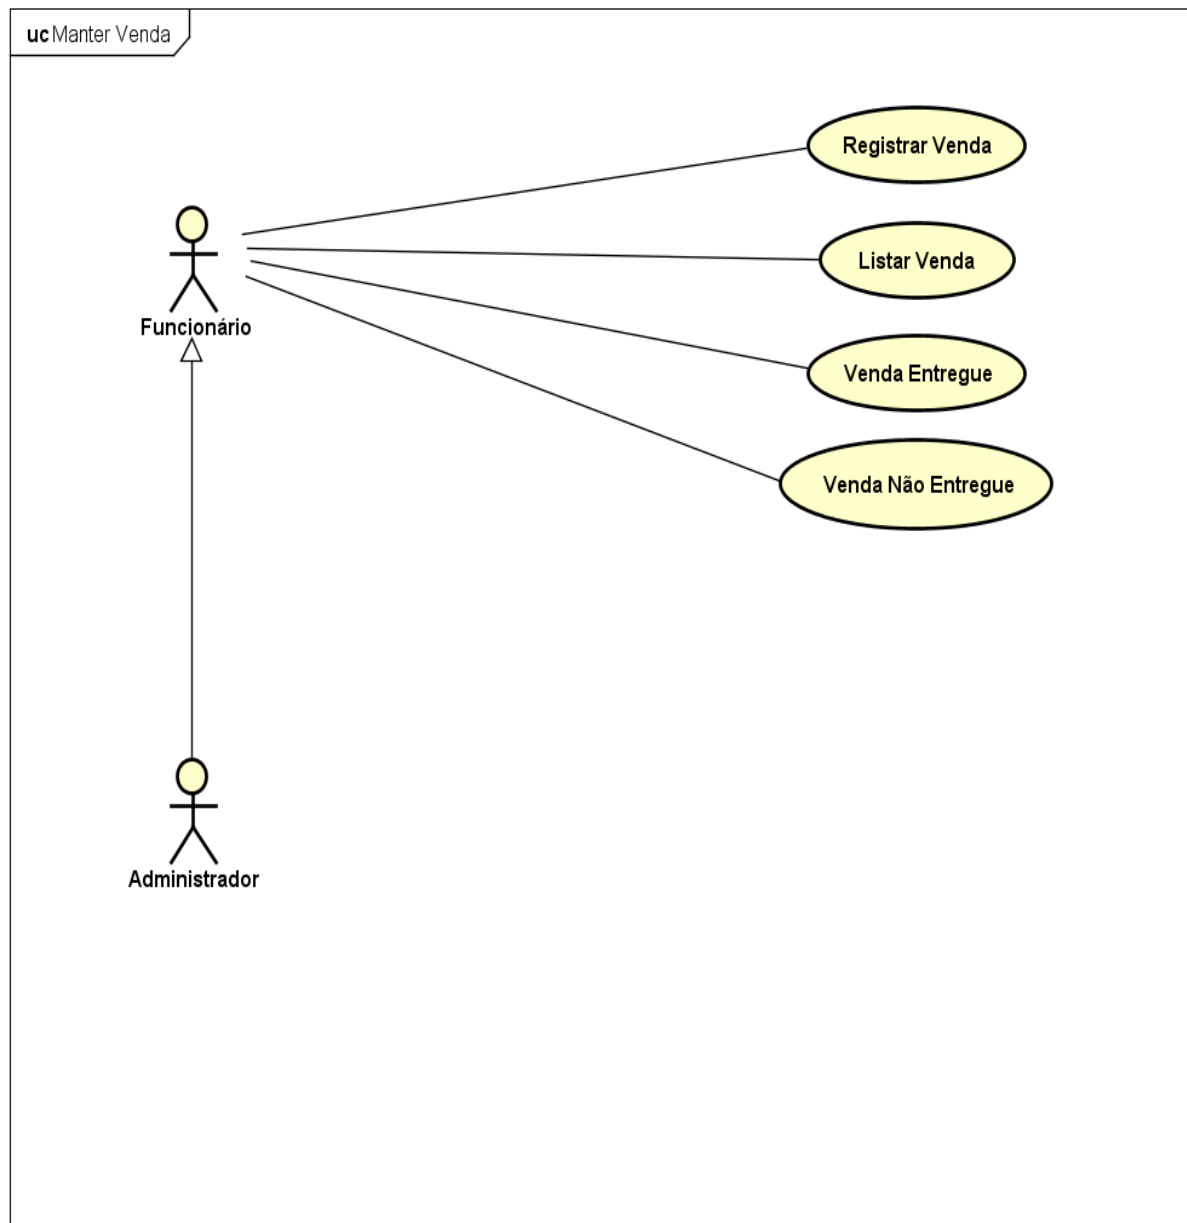 uc Manter Venda
Registrar Venda
Listar Venda
Funcionário
Venda Entregue
Venda Não Entregue
Administrador